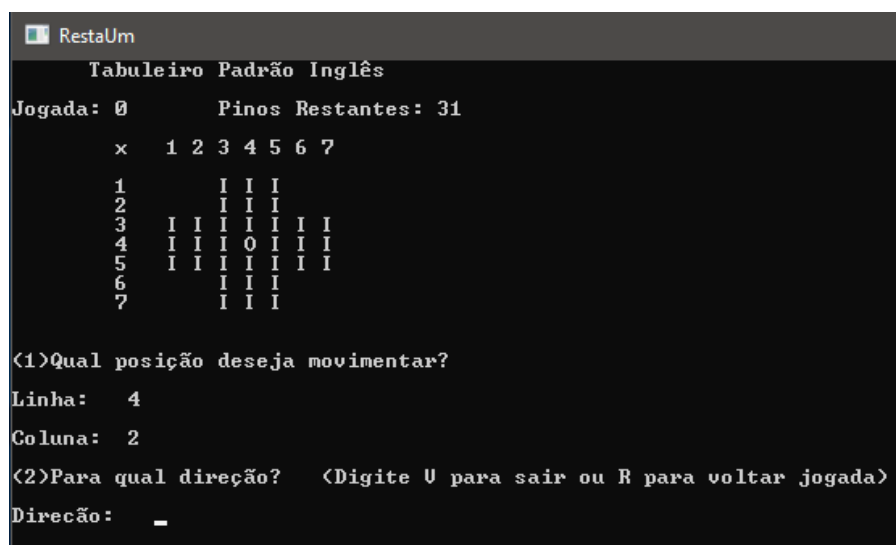 RestaUm
Tabuleiro Padrão Inglês
Jogada: 0 Pinos Restantes: 31
x 1 2 3 4 5 6 7
1 I I I
2 I I I
3 I I I I I I I
4 I I I O I I I
5 I I I I I I I
6 I I I
7 I I I
(1)Qual posição deseja movimentar?
Linha: 4
Coluna: 2
(2)Para qual direção? (Digite V para sair ou R para voltar jogada)
Direcão: